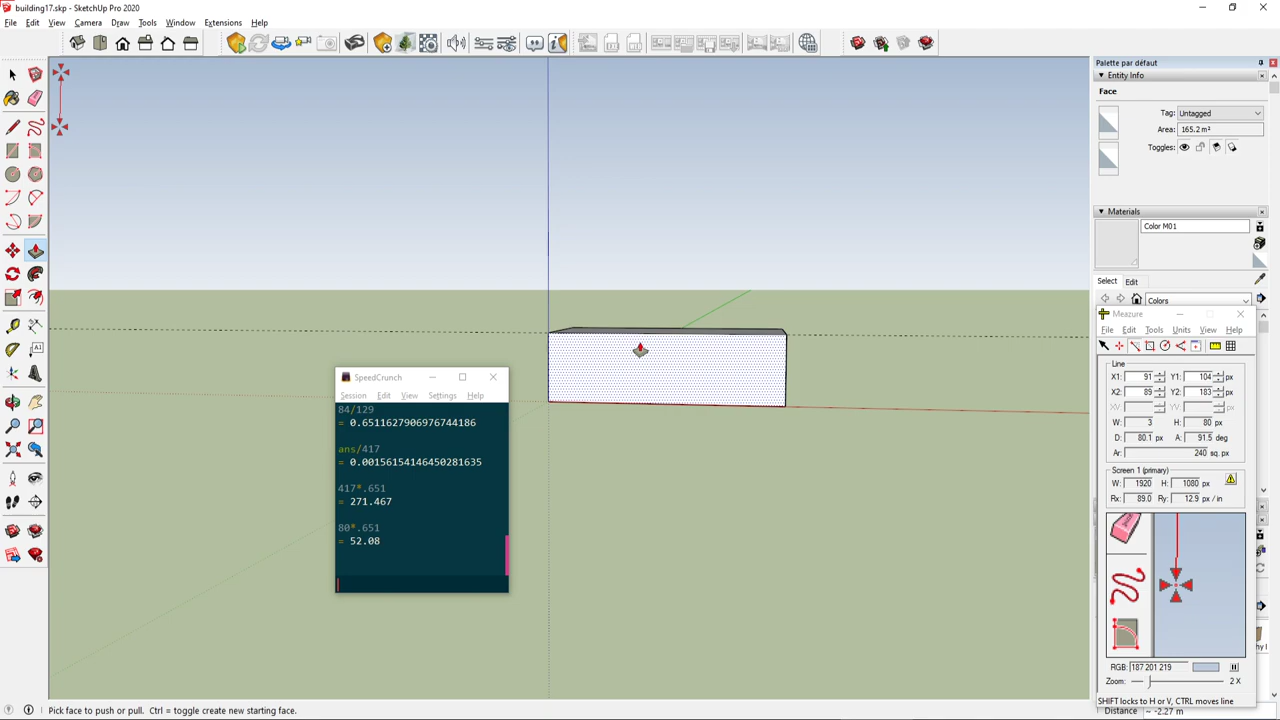 building17.skp - SketchUp Pro 2020
File Edit View Camera Draw Tools Window Extensions Help
Palette par défaut
Entity Info
Face
Tag: Untagged
Area: 165.2 m²
Toggles:
Materials
Color M01
Select Edit
Colors
Meazure
File Edit Tools Units View Help
Line
X1: 91 Y1: 104 px
X2: 89 Y2: 183 px
XV: YV: px
W: 3 H: 80 px
D: 80.1 px A: 91.5 deg
Ar: 240 sq. px
Screen 1 (primary)
W: 1920 H: 1080 px
Rx: 89.0 Ry: 12.9 px / in
RGB: 187 201 219
Zoom: 2 X
SHIFT locks to H or V, CTRL moves line
SpeedCrunch
Session Edit View Settings Help
84/129
= 0.6511627906976744186
ans/417
= 0.00156154146450281635
417*.651
= 271.467
80*.651
= 52.08
Pick face to push or pull. Ctrl = toggle create new starting face.
Distance ~ -2.27 m